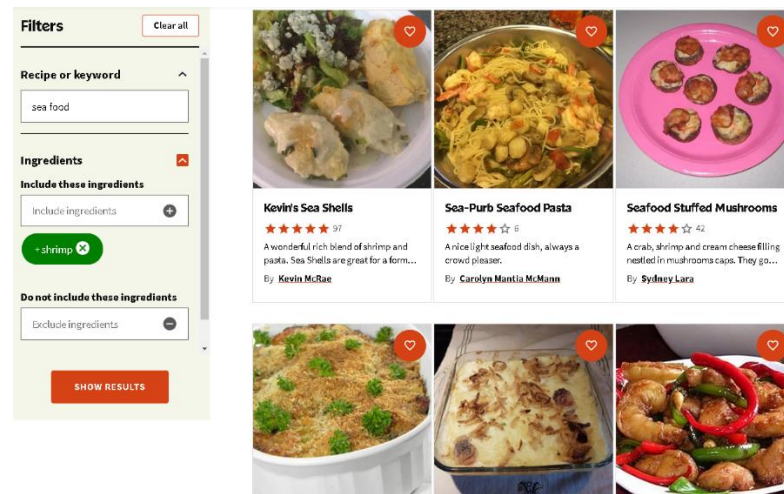 Filters
Clear all
Recipe or keyword
sea food
Ingredients
Include these ingredients
Include ingredients
+ shrimp
Do not include these ingredients
Exclude ingredients
SHOW RESULTS
Kevin's Sea Shells
97
A wonderful rich blend of shrimp and
pasta. Sea Shells are great for a form...
By Kevin McRae
Sea-Purb Seafood Pasta
6
A nice light seafood dish, always a
crowd pleaser.
By Carolyn Mantia McMann
Seafood Stuffed Mushrooms
42
A crab, shrimp and cream cheese filling
nestled in mushrooms caps. They go...
By Sydney Lara